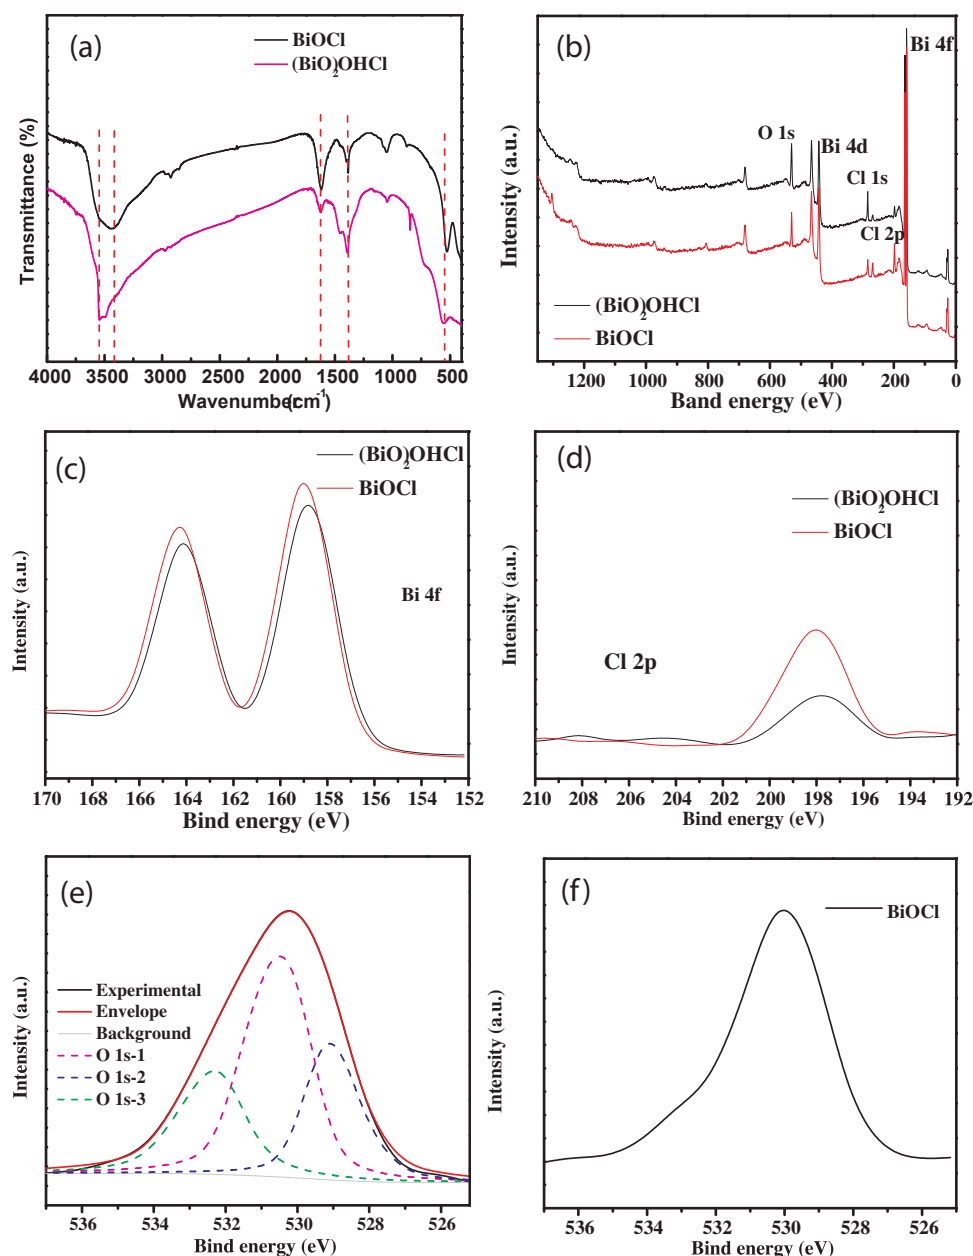 (a)
BiOCl
(BiO)2OHCl
Transmittance (%)
4000 3500 3000 2500 2000 1500 1000 500
Wavenumber(cm-1)
(b)
Bi 4f
O 1s
Bi 4d
Cl 1s
Cl 2p
(BiO)2OHCl
BiOCl
Intensity (a.u.)
1200 1000 800 600 400 200 0
Band energy (eV)
(c)
(BiO)2OHCl
BiOCl
Bi 4f
Intensity (a.u.)
170 168 166 164 162 160 158 156 154 152
Bind energy (eV)
(d)
(BiO)2OHCl
BiOCl
Cl 2p
Intensity (a.u.)
210 208 206 204 202 200 198 196 194 192
Bind energy (eV)
(e)
Experimental
Envelope
Background
O 1s-1
O 1s-2
O 1s-3
Intensity (a.u.)
536 534 532 530 528 526
Bind energy (eV)
(f)
BiOCl
Intensity (a.u.)
536 534 532 530 528 526
Bind energy (eV)